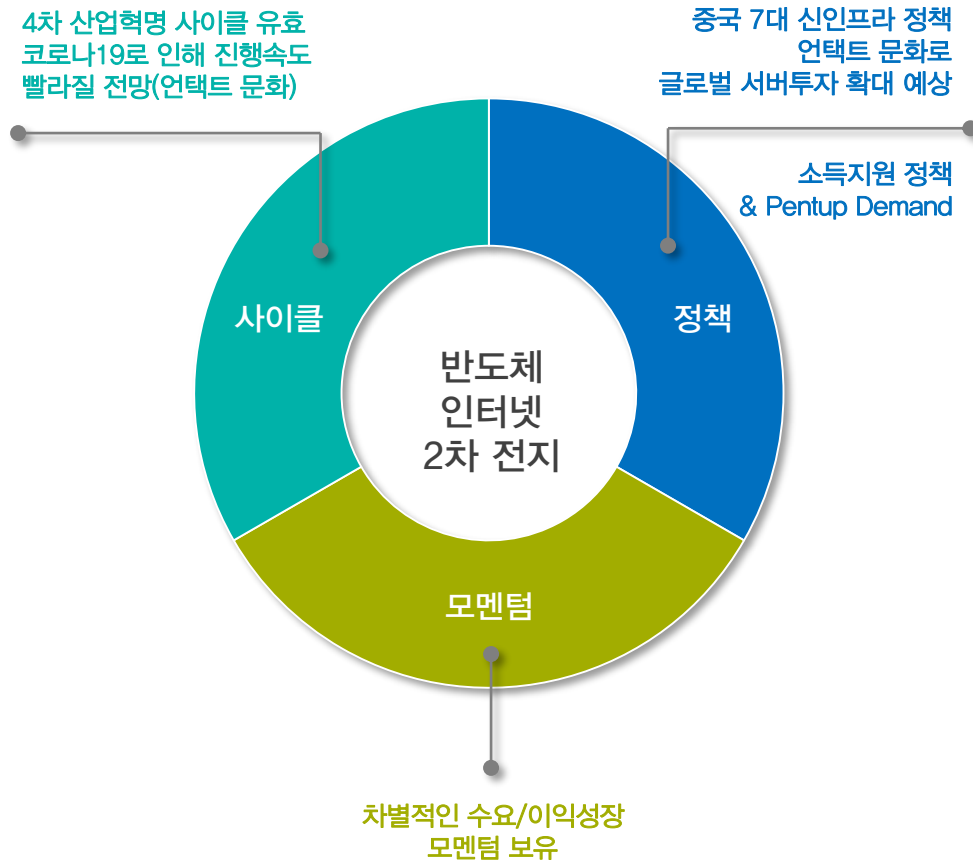 4차 산업혁명 사이클 유효
코로나19로 인해 진행속도
빨라질 전망(언택트 문화)
중국 7대 신인프라 정책
언택트 문화로
글로벌 서버투자 확대 예상
소득지원 정책
& Pentup Demand
사이클
정책
반도체
인터넷
2차 전지
모멘텀
차별적인 수요/이익성장
모멘텀 보유